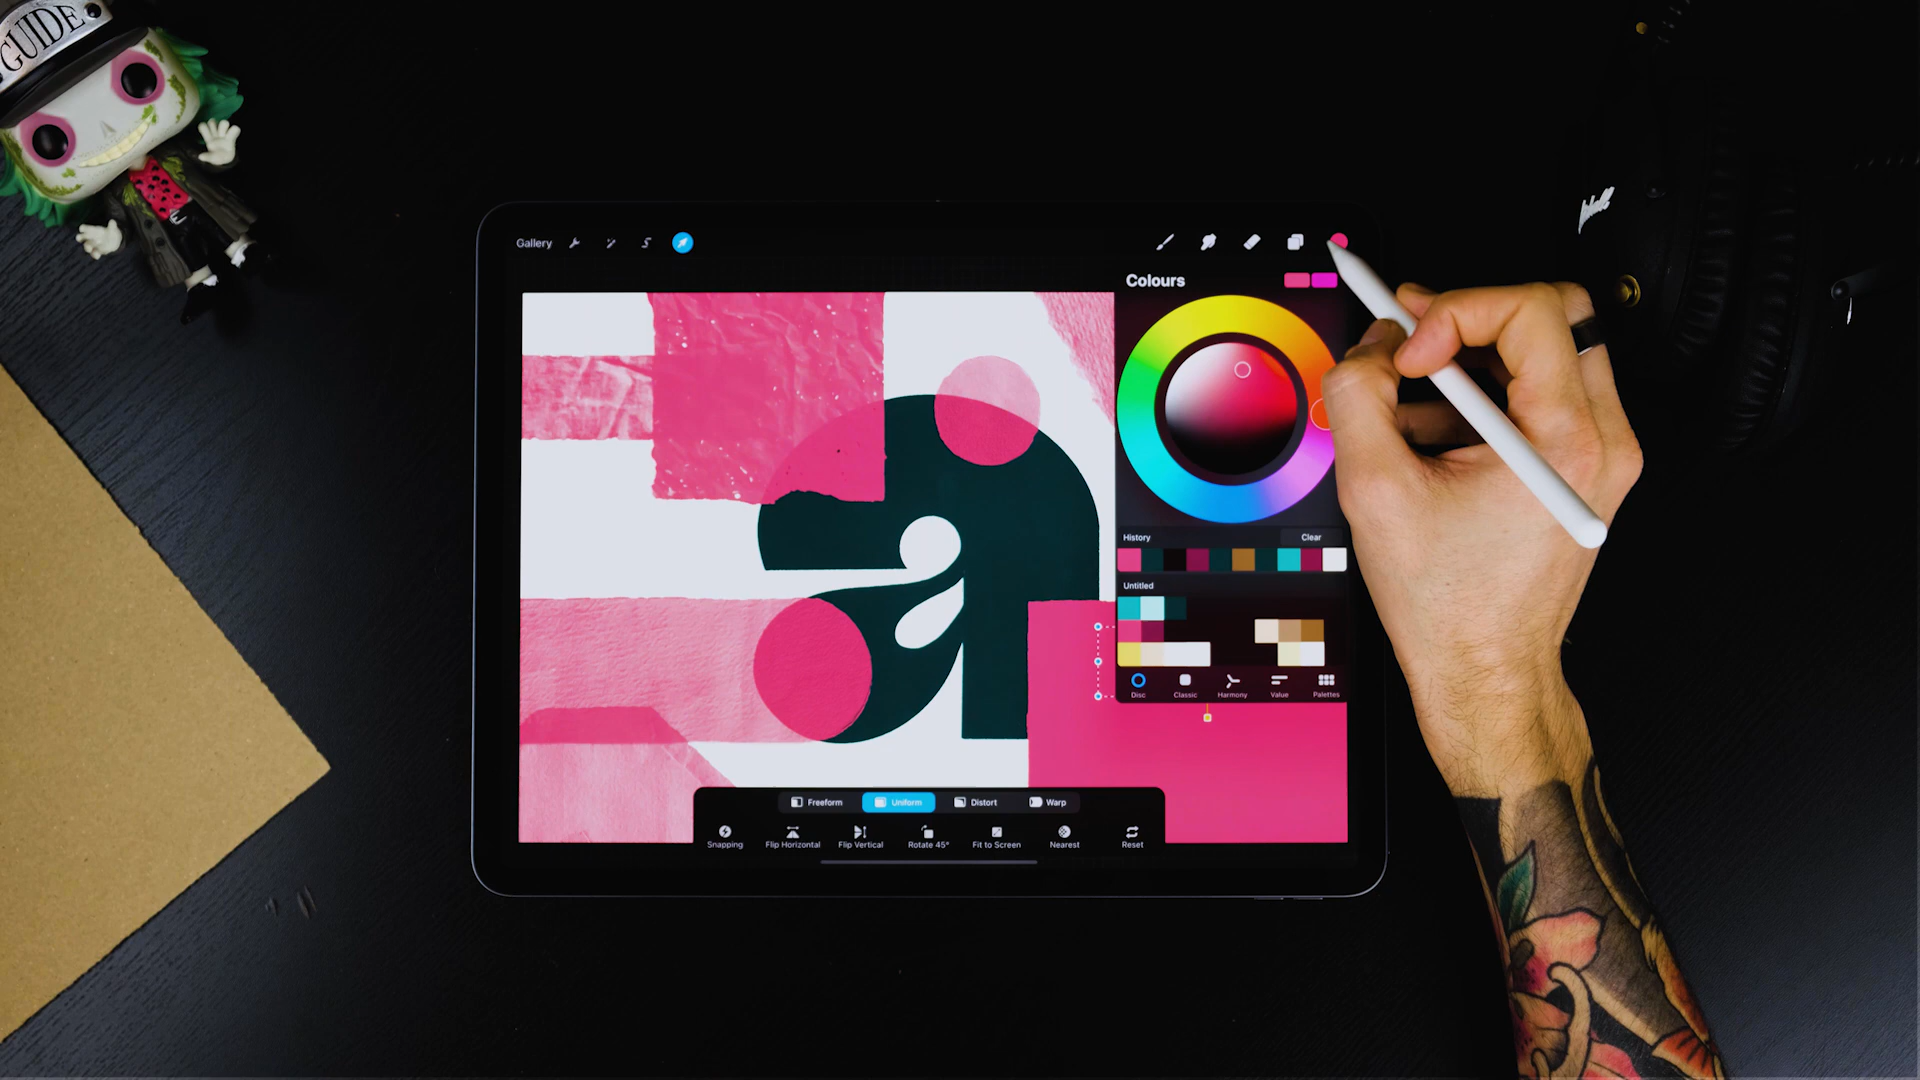 GUIDE
Gallery
Colours
History
Clear
Untitled
Disc
Classic
Harmony
Value
Palettes
a
Freeform
Uniform
Distort
Warp
Snapping
Flip Horizontal
Flip Vertical
Rotate 45°
Fit to Screen
Nearest
Reset